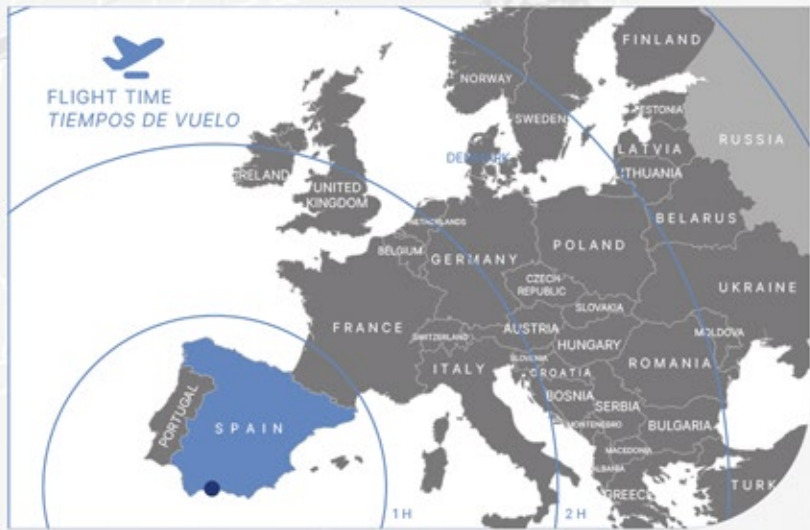 FLIGHT TIME
TIEMPOS DE VUELO
FINLAND
NORWAY
SWEDEN
ESTONIA
RUSSIA
LATVIA
DENMARK
LITHUANIA
IRELAND
UNITED
KINGDOM
BELARUS
NETHERLANDS
BELGIUM
GERMANY
POLAND
CZECH
REPUBLIC
UKRAINE
SLOVAKIA
FRANCE
SWITZERLAND
AUSTRIA
HUNGARY
MOLDOVA
SLOVENIA
ITALY
CROATIA
ROMANIA
BOSNIA
SERBIA
PORTUGAL
SPAIN
MONTENEGRO
BULGARIA
MACEDONIA
ALBANIA
TURK
GREECE
1 H
2 H